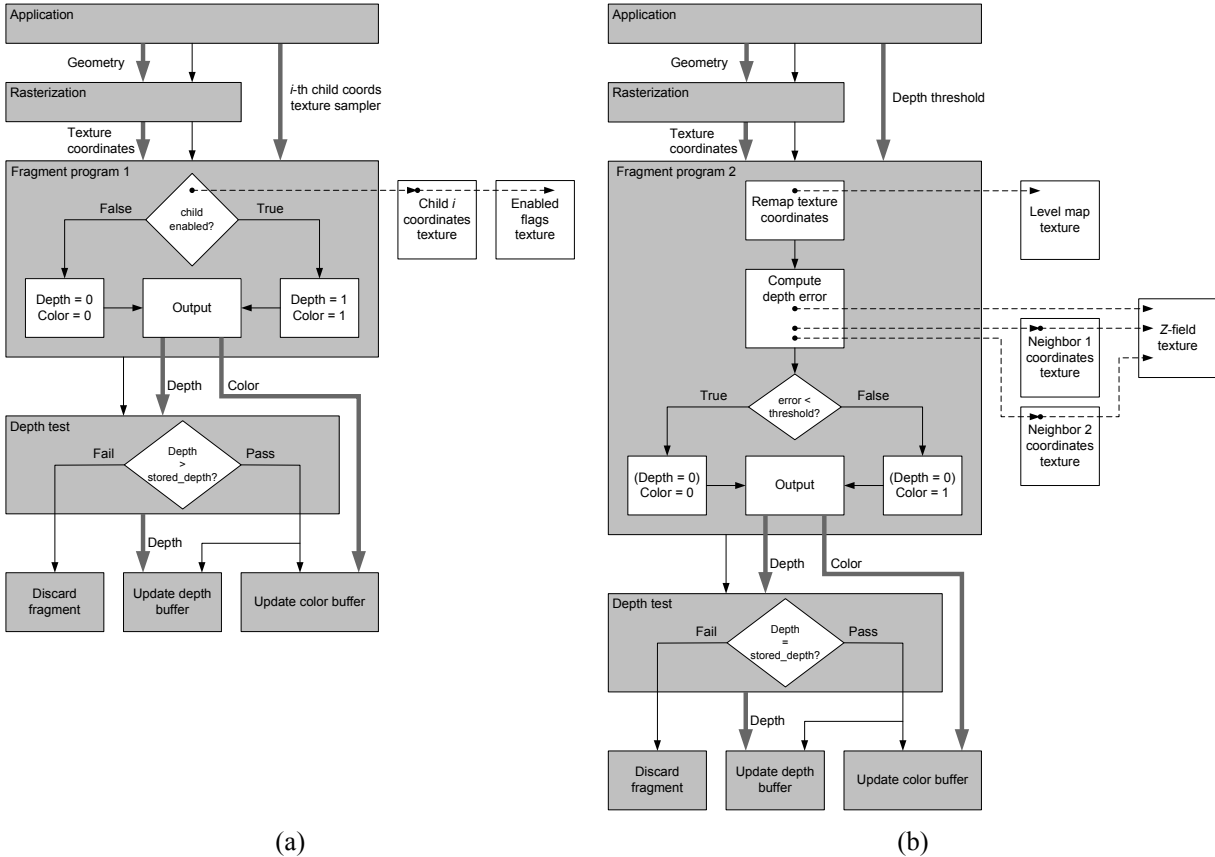 Application
Geometry
i-th child coords
texture sampler
Rasterization
Texture
coordinates
Fragment program 1
False
True
child
enabled?
Child i
coordinates
texture
Enabled
flags
texture
Depth = 0
Color = 0
Output
Depth = 1
Color = 1
Depth
Color
Depth test
Fail
Depth
>
stored_depth?
Pass
Depth
Discard
fragment
Update depth
buffer
Update color buffer
(a)
Application
Geometry
Depth threshold
Rasterization
Texture
coordinates
Fragment program 2
Remap texture
coordinates
Level map
texture
Compute
depth error
Z-field
texture
Neighbor 1
coordinates
texture
True
error <
threshold?
False
Neighbor 2
coordinates
texture
(Depth = 0)
Color = 0
Output
(Depth = 0)
Color = 1
Depth
Color
Depth test
Fail
Depth
=
stored_depth?
Pass
Depth
Discard
fragment
Update depth
buffer
Update color buffer
(b)